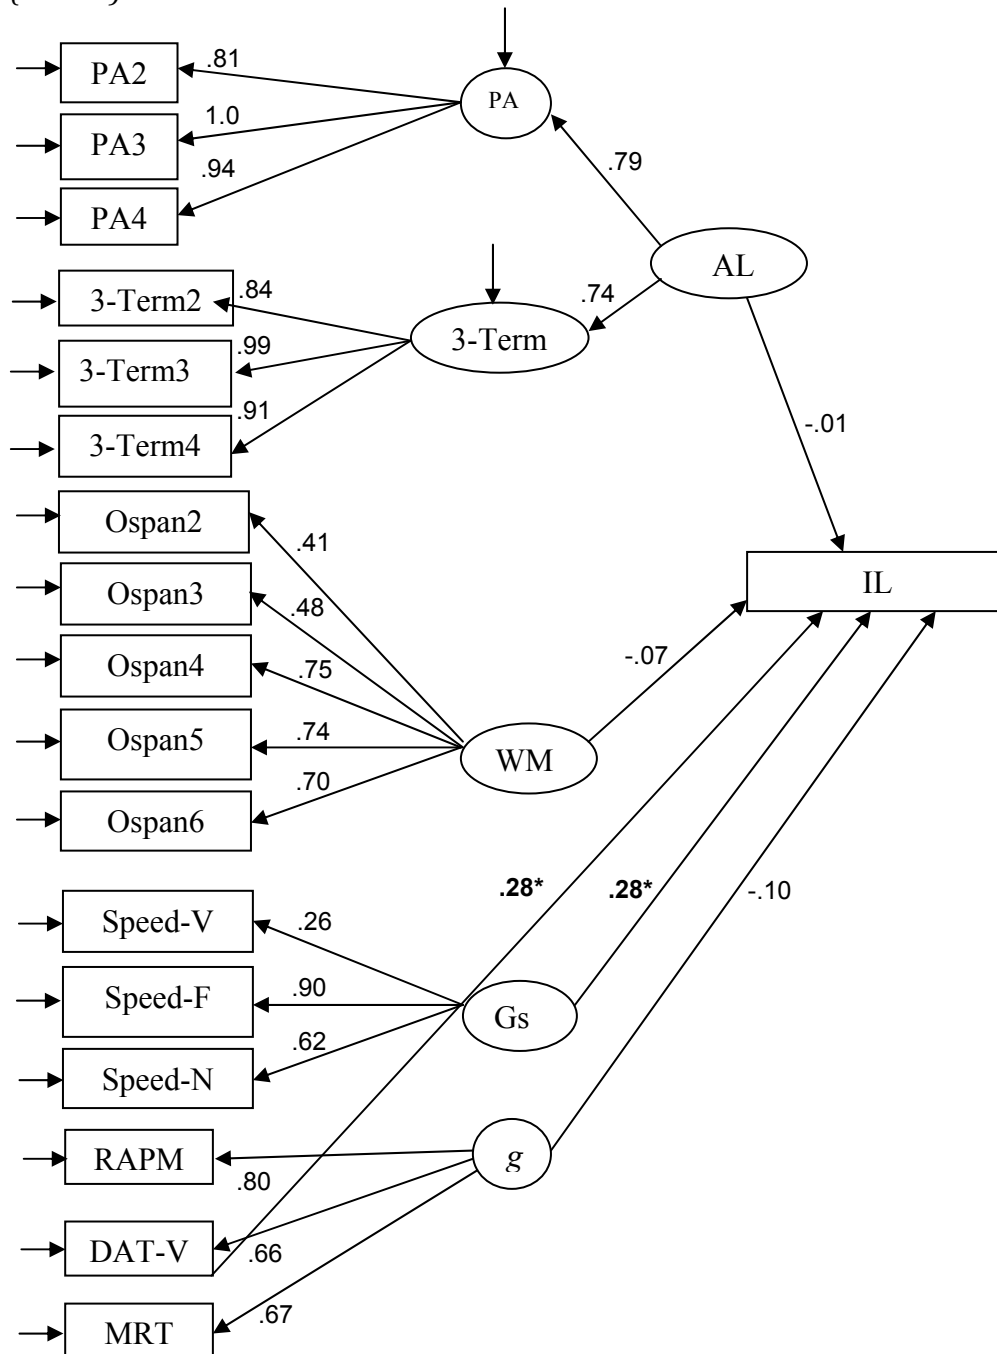 PA2
.81
PA
PA3
1.0
.94
.79
PA4
AL
3-Term2
.84
.74
3-Term
3-Term3
.99
.91
3-Term4
-.01
Ospan2
.41
IL
Ospan3
.48
Ospan4
.75
-.07
Ospan5
.74
WM
.70
Ospan6
.28*
.28*
-.10
Speed-V
.26
Speed-F
.90
Gs
.62
Speed-N
RAPM
g
.80
DAT-V
.66
.67
MRT